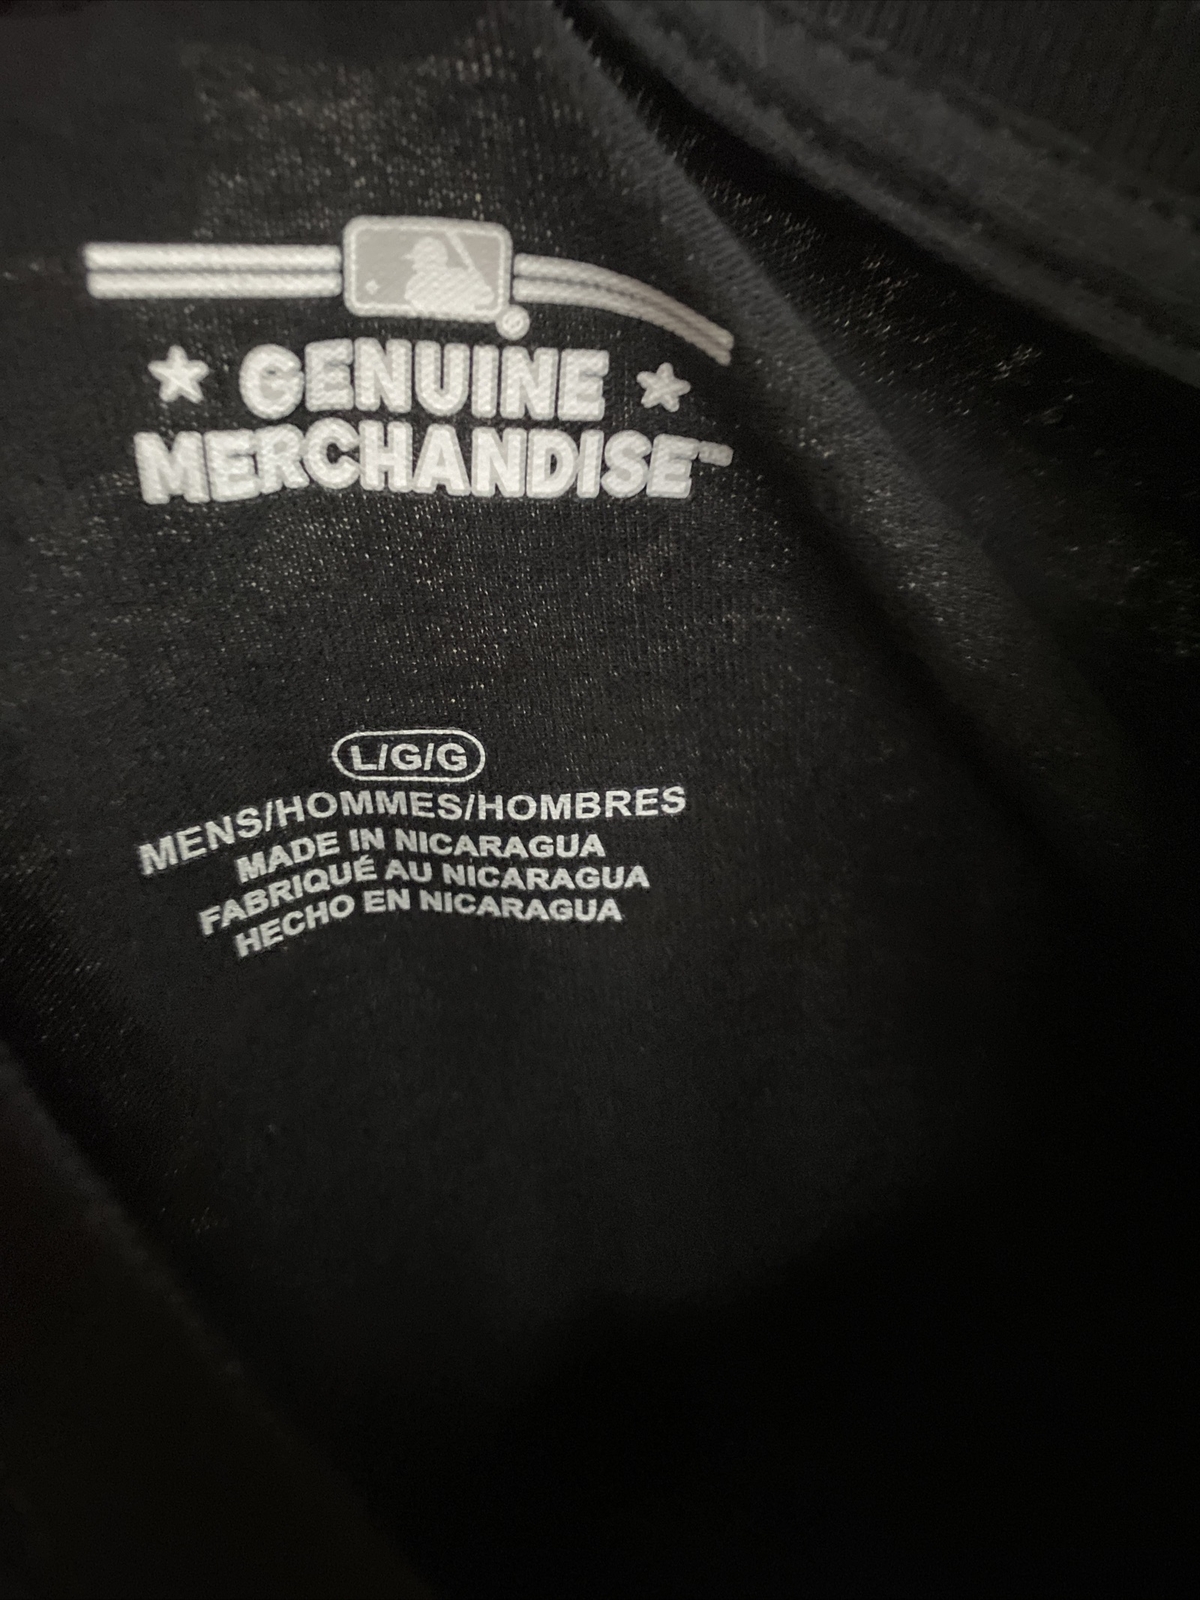 GENUINE
MERCHANDISE™
L/G/G
MENS/HOMMES/HOMBRES
MADE IN NICARAGUA
FABRIQUÉ AU NICARAGUA
HECHO EN NICARAGUA